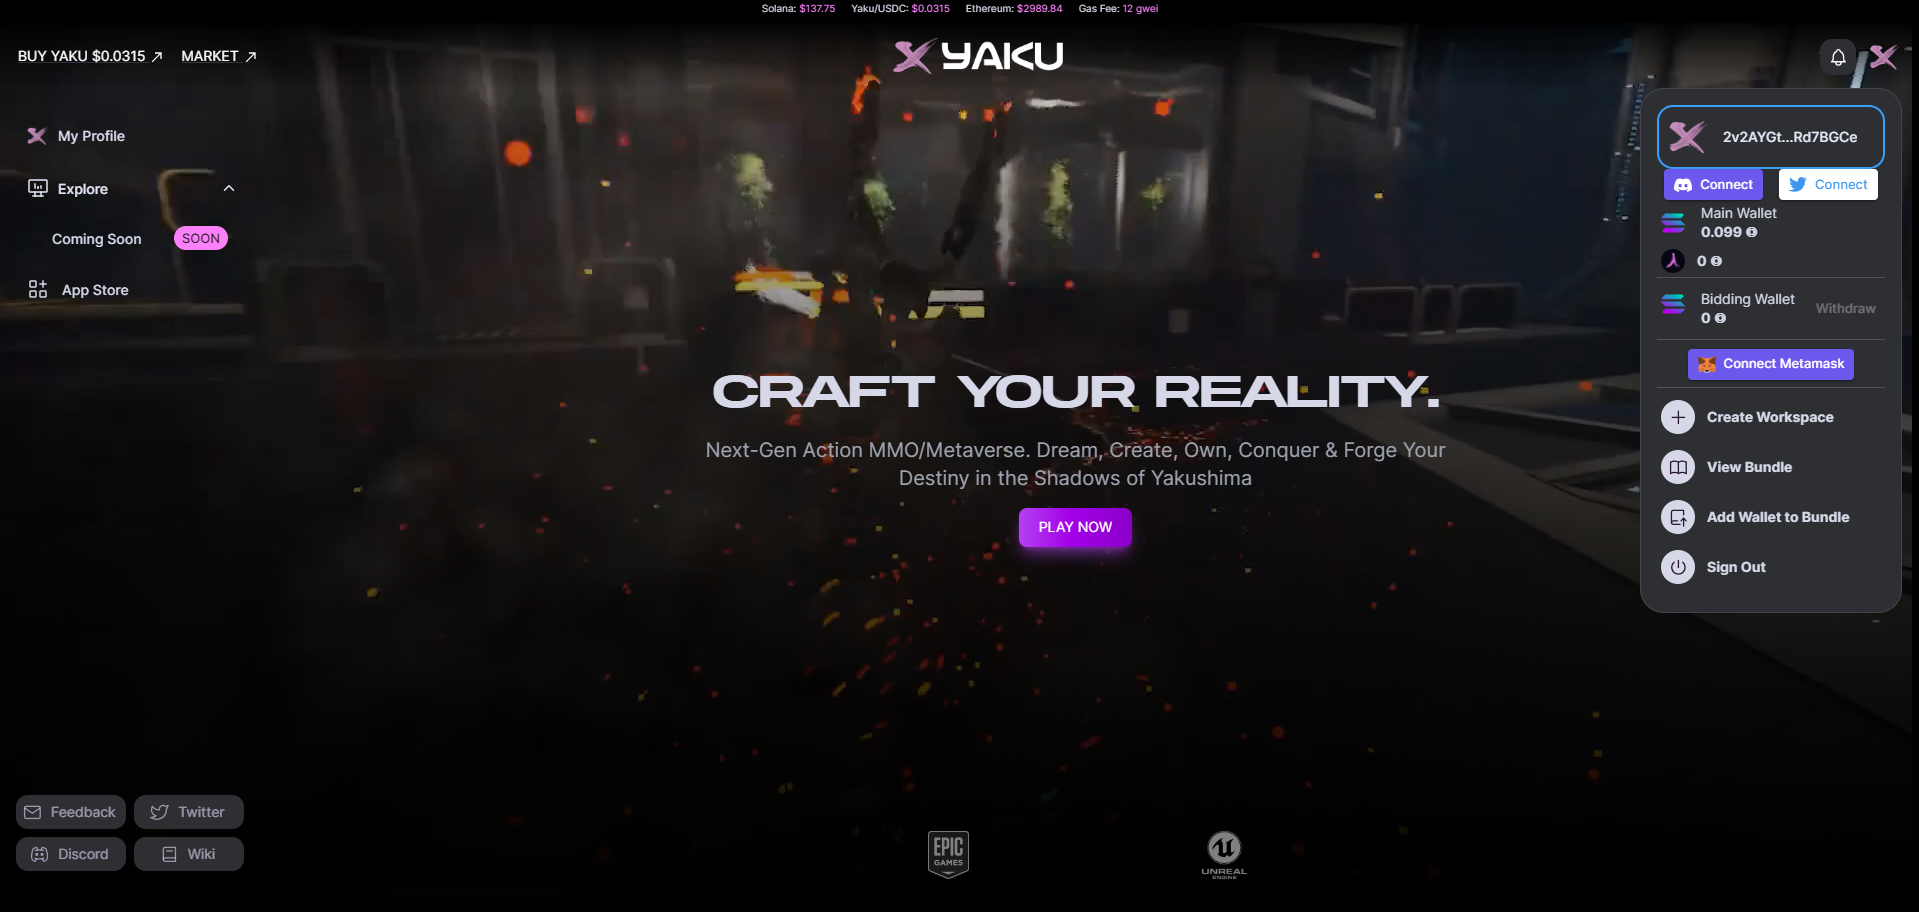 Solana: $137.75 Yaku/USDC: $0.0315 Ethereum: $2989.84 Gas Fee: 12 gwei
BUY YAKU $0.0315 MARKET
YAKU
My Profile
Explore
Coming Soon SOON
App Store
2v2AYGt...Rd7BGCe
Connect Connect
Main Wallet
0.099
0
Bidding Wallet
0
Withdraw
Connect Metamask
Create Workspace
View Bundle
Add Wallet to Bundle
Sign Out
CRAFT YOUR REALITY.
Next-Gen Action MMO/Metaverse. Dream, Create, Own, Conquer & Forge Your
Destiny in the Shadows of Yakushima
PLAY NOW
Feedback Twitter
Discord Wiki
EPIC
GAMES
UNREAL
ENGINE